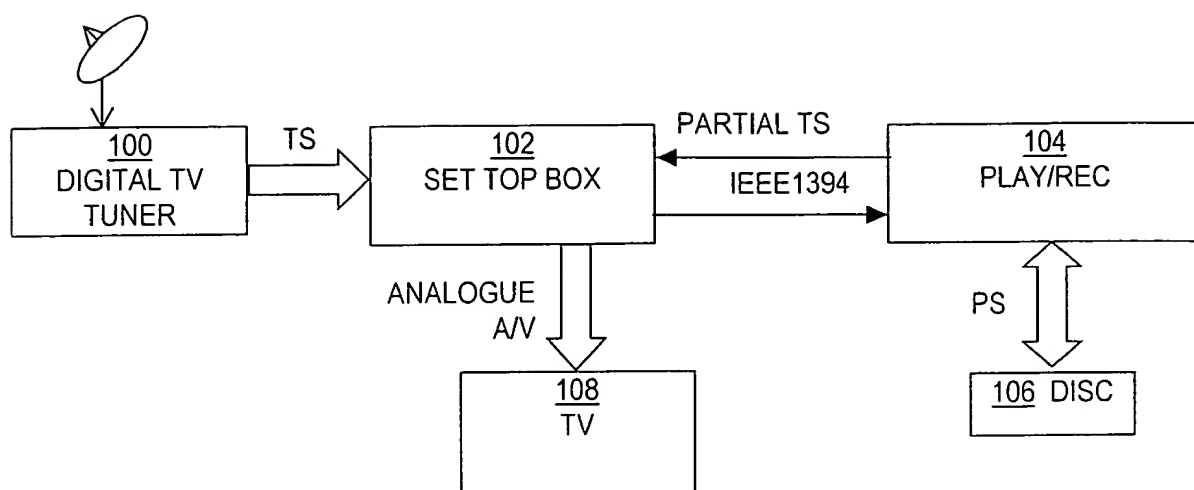 100
DIGITAL TV
TUNER
TS
102
SET TOP BOX
PARTIAL TS
IEEE1394
104
PLAY/REC
ANALOGUE
A/V
PS
108
TV
106 DISC